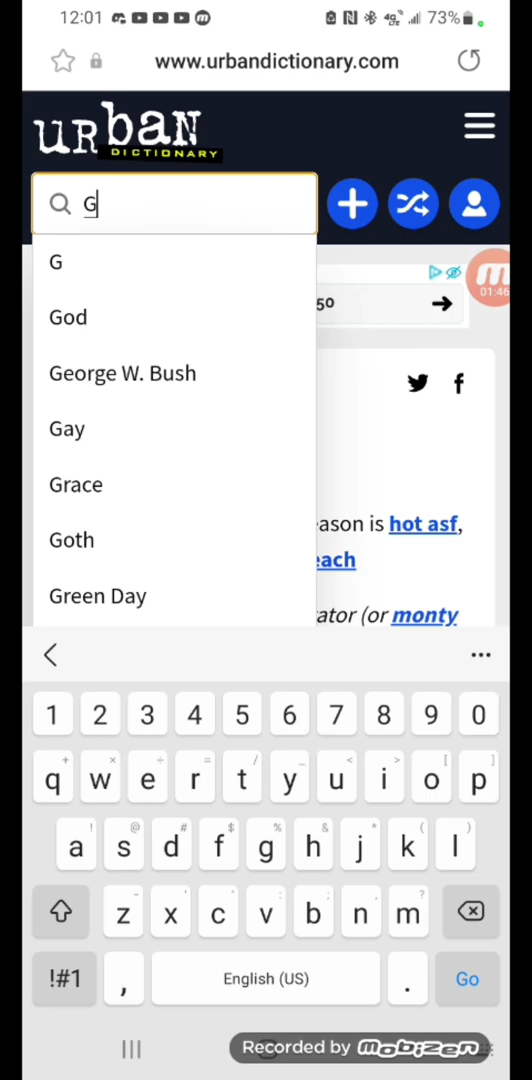 12:01 73%
www.urbandictionary.com
urban
DICTIONARY
G
G
God
George W. Bush
Gay
Grace
Goth
Green Day
50
01:46
eason is hot asf,
each
ator (or monty
1 2 3 4 5 6 7 8 9 0
q w e r t y u i o p
a s d f g h j k l
z x c v b n m
!#1 , English (US) . Go
Recorded by mobizen